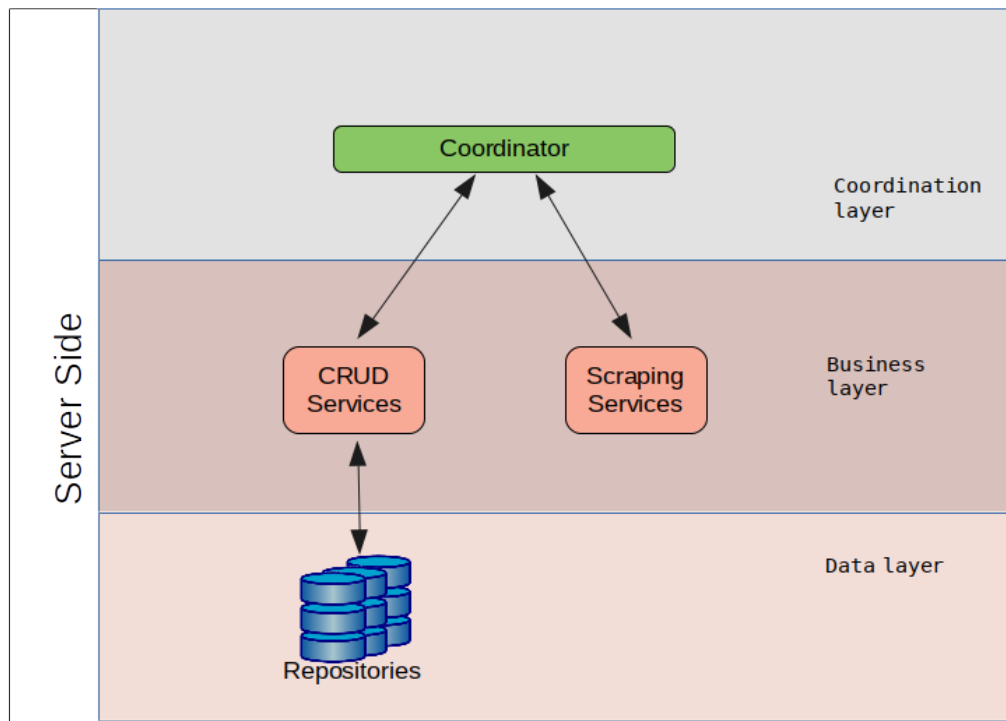 Server Side
Coordinator
Coordination
layer
CRUD
Services
Scraping
Services
Business
layer
Data layer
Repositories